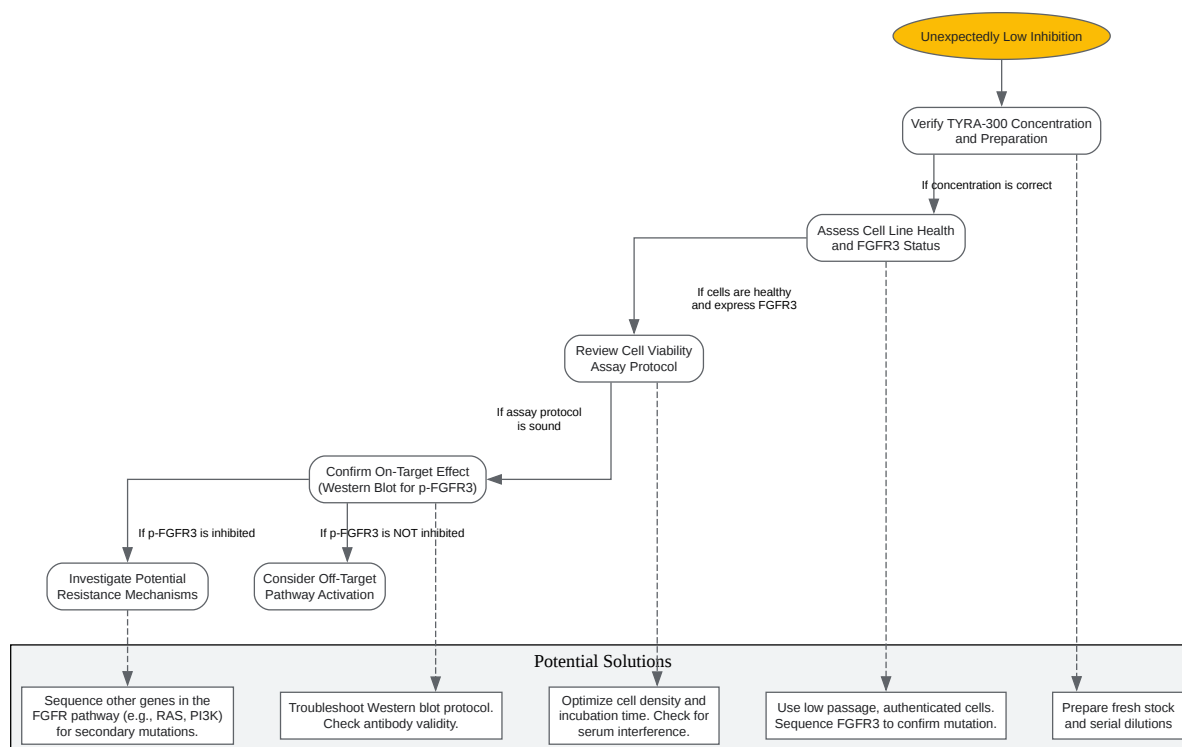 Unexpectedly Low Inhibition
Verify TYRA-300 Concentration
and Preparation
If concentration is correct
Assess Cell Line Health
and FGFR3 Status
If cells are healthy
and express FGFR3
Review Cell Viability
Assay Protocol
If assay protocol
is sound
Confirm On-Target Effect
(Western Blot for p-FGFR3)
If p-FGFR3 is inhibited
If p-FGFR3 is NOT inhibited
Investigate Potential
Resistance Mechanisms
Consider Off-Target
Pathway Activation
Potential Solutions
Sequence other genes in the
FGFR pathway (e.g., RAS, PI3K)
for secondary mutations.
Troubleshoot Western blot protocol.
Check antibody validity.
Optimize cell density and
incubation time. Check for
serum interference.
Use low passage, authenticated cells.
Sequence FGFR3 to confirm mutation.
Prepare fresh stock
and serial dilutions